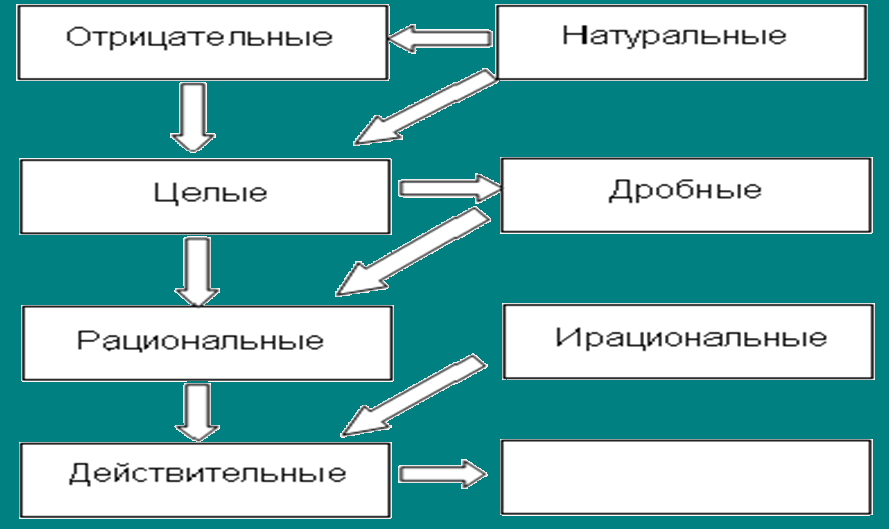 Отрицательные
Натуральные
Целые
Дробные
Рациональные
Ирациональные
Действительные